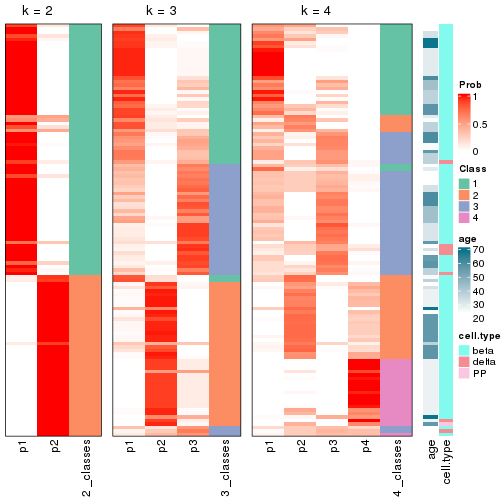 k = 2
k = 3
k = 4
p1
p2
2_classes
p1
p2
p3
3_classes
p1
p2
p3
p4
4_classes
age
cell.type
Prob
1
0.5
0
Class
1
2
3
4
age
70
60
50
40
30
20
cell.type
beta
delta
PP